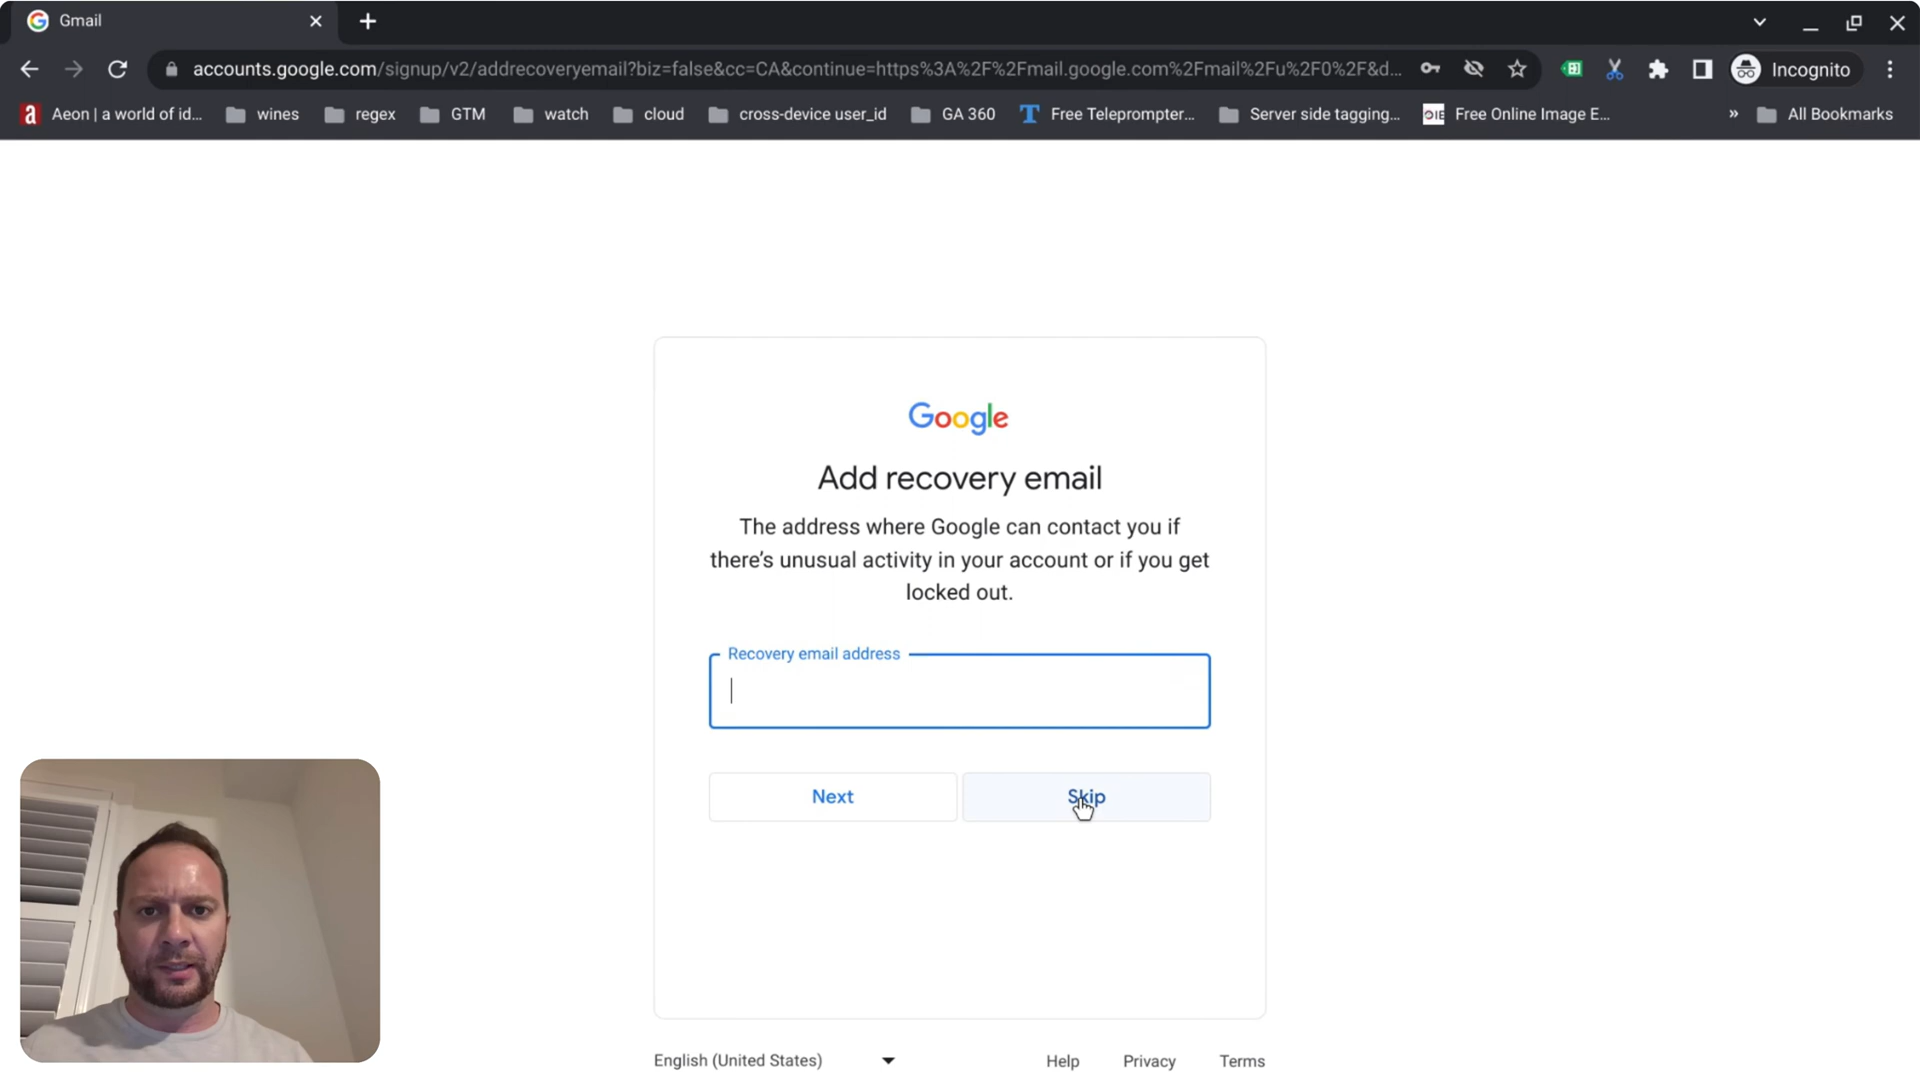 Gmail
accounts.google.com/signup/v2/addrecoveryemail?biz=false&cc=CA&continue=https%3A%2F%2Fmail.google.com%2Fmail%2Fu%2F0%2F&d...
Incognito
a Aeon | a world of id...
wines
regex
GTM
watch
cloud
cross-device user_id
GA 360
T Free Teleprompter...
Server side tagging...
OIE Free Online Image E...
» All Bookmarks
Google
Add recovery email
The address where Google can contact you if
there's unusual activity in your account or if you get
locked out.
Recovery email address
Next
Skip
English (United States)
Help
Privacy
Terms